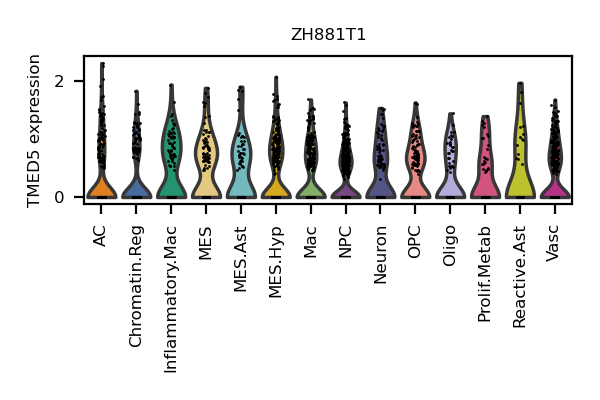 ZH881T1
TMED5 expression
2
0
AC
Chromatin.Reg
Inflammatory.Mac
MES
MES.Ast
MES.Hyp
Mac
NPC
Neuron
OPC
Oligo
Prolif.Metab
Reactive.Ast
Vasc